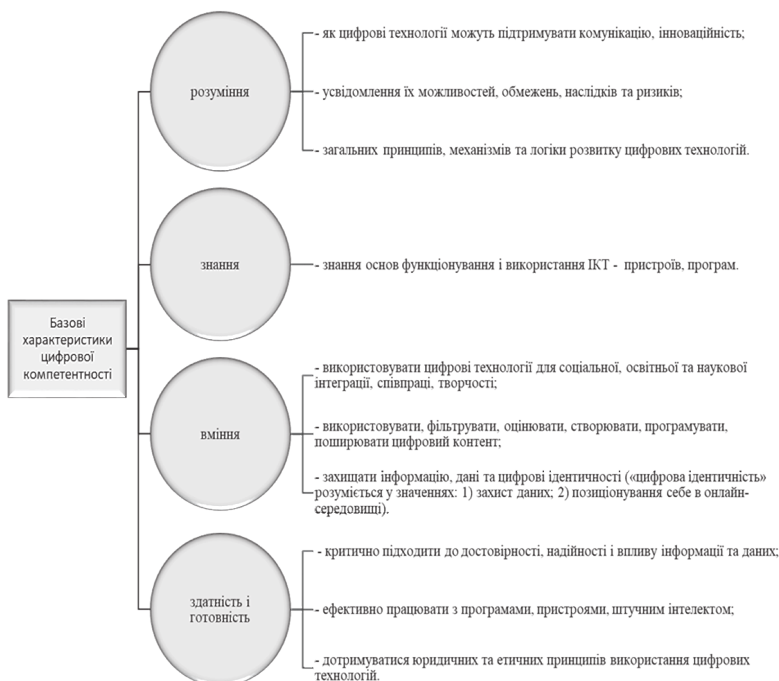 Базові
характеристики
цифрової
компетентності
розуміння
- як цифрові технології можуть підтримувати комунікацію, інноваційність;
- усвідомлення їх можливостей, обмежень, наслідків та ризиків;
- загальних принципів, механізмів та логіки розвитку цифрових технологій.
знання
- знання основ функціонування і використання ІКТ - пристроїв, програм.
вміння
- використовувати цифрові технології для соціальної, освітньої та наукової
інтеграції, співпраці, творчості;
- використовувати, фільтрувати, оцінювати, створювати, програмувати,
поширювати цифровий контент;
- захищати інформацію, дані та цифрові ідентичності («цифрова ідентичність»
розуміється у значеннях: 1) захист даних; 2) позиціонування себе в онлайн-
середовищі).
здатність і
готовність
- критично підходити до достовірності, надійності і впливу інформації та даних;
- ефективно працювати з програмами, пристроями, штучним інтелектом;
- дотримуватися юридичних та етичних принципів використання цифрових
технологій.